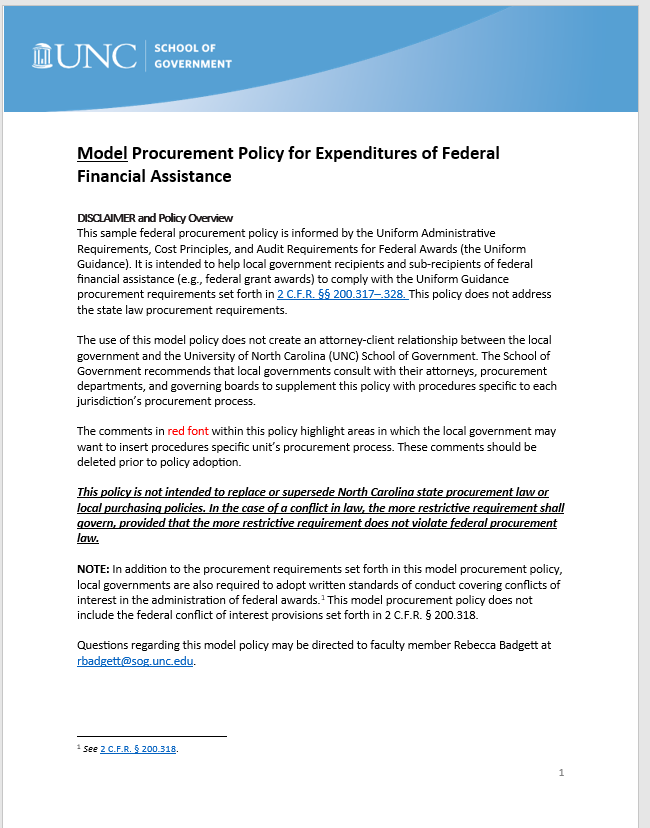 UNC
SCHOOL OF
GOVERNMENT
Model Procurement Policy for Expenditures of Federal
Financial Assistance
DISCLAIMER and Policy Overview
This sample federal procurement policy is informed by the Uniform Administrative
Requirements, Cost Principles, and Audit Requirements for Federal Awards (the Uniform
Guidance). It is intended to help local government recipients and sub-recipients of federal
financial assistance (e.g., federal grant awards) to comply with the Uniform Guidance
procurement requirements set forth in 2 C.F.R. §§ 200.317–.328. This policy does not address
the state law procurement requirements.
The use of this model policy does not create an attorney-client relationship between the local
government and the University of North Carolina (UNC) School of Government. The School of
Government recommends that local governments consult with their attorneys, procurement
departments, and governing boards to supplement this policy with procedures specific to each
jurisdiction's procurement process.
The comments in red font within this policy highlight areas in which the local government may
want to insert procedures specific unit's procurement process. These comments should be
deleted prior to policy adoption.
This policy is not intended to replace or supersede North Carolina state procurement law or
local purchasing policies. In the case of a conflict in law, the more restrictive requirement shall
govern, provided that the more restrictive requirement does not violate federal procurement
law.
NOTE: In addition to the procurement requirements set forth in this model procurement policy,
local governments are also required to adopt written standards of conduct covering conflicts of
interest in the administration of federal awards.¹ This model procurement policy does not
include the federal conflict of interest provisions set forth in 2 C.F.R. § 200.318.
Questions regarding this model policy may be directed to faculty member Rebecca Badgett at
rbadgett@sog.unc.edu.
¹ See 2 C.F.R. § 200.318.
1